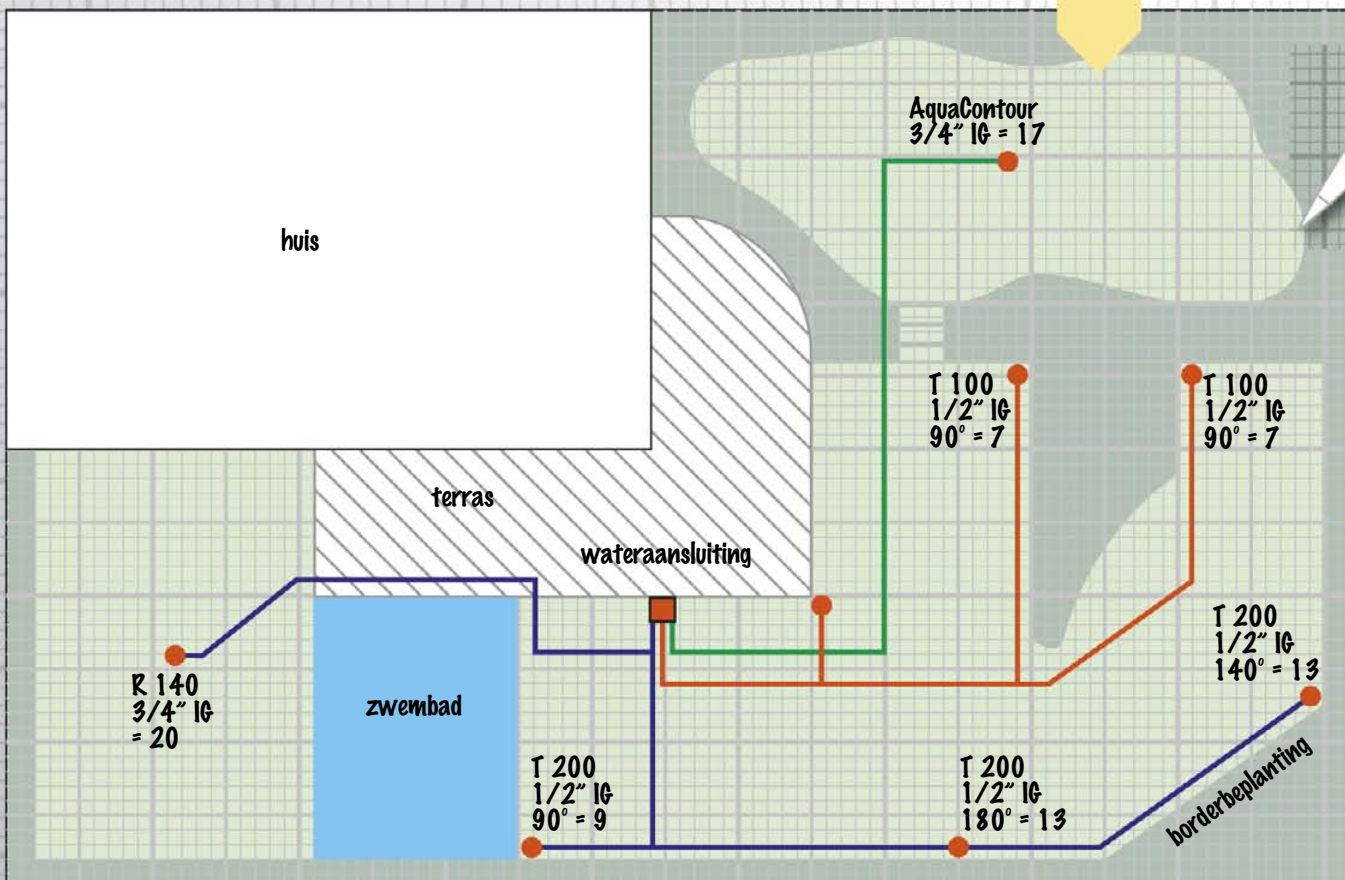 AquaContour
3/4" IG = 17
huis
T 100
1/2" IG
90° = 7
T 100
1/2" IG
90° = 7
terras
wateraansluiting
T 200
1/2" IG
140° = 13
R 140
3/4" IG
= 20
zwembad
T 200
1/2" IG
90° = 9
T 200
1/2" IG
180° = 13
borderbeplanting